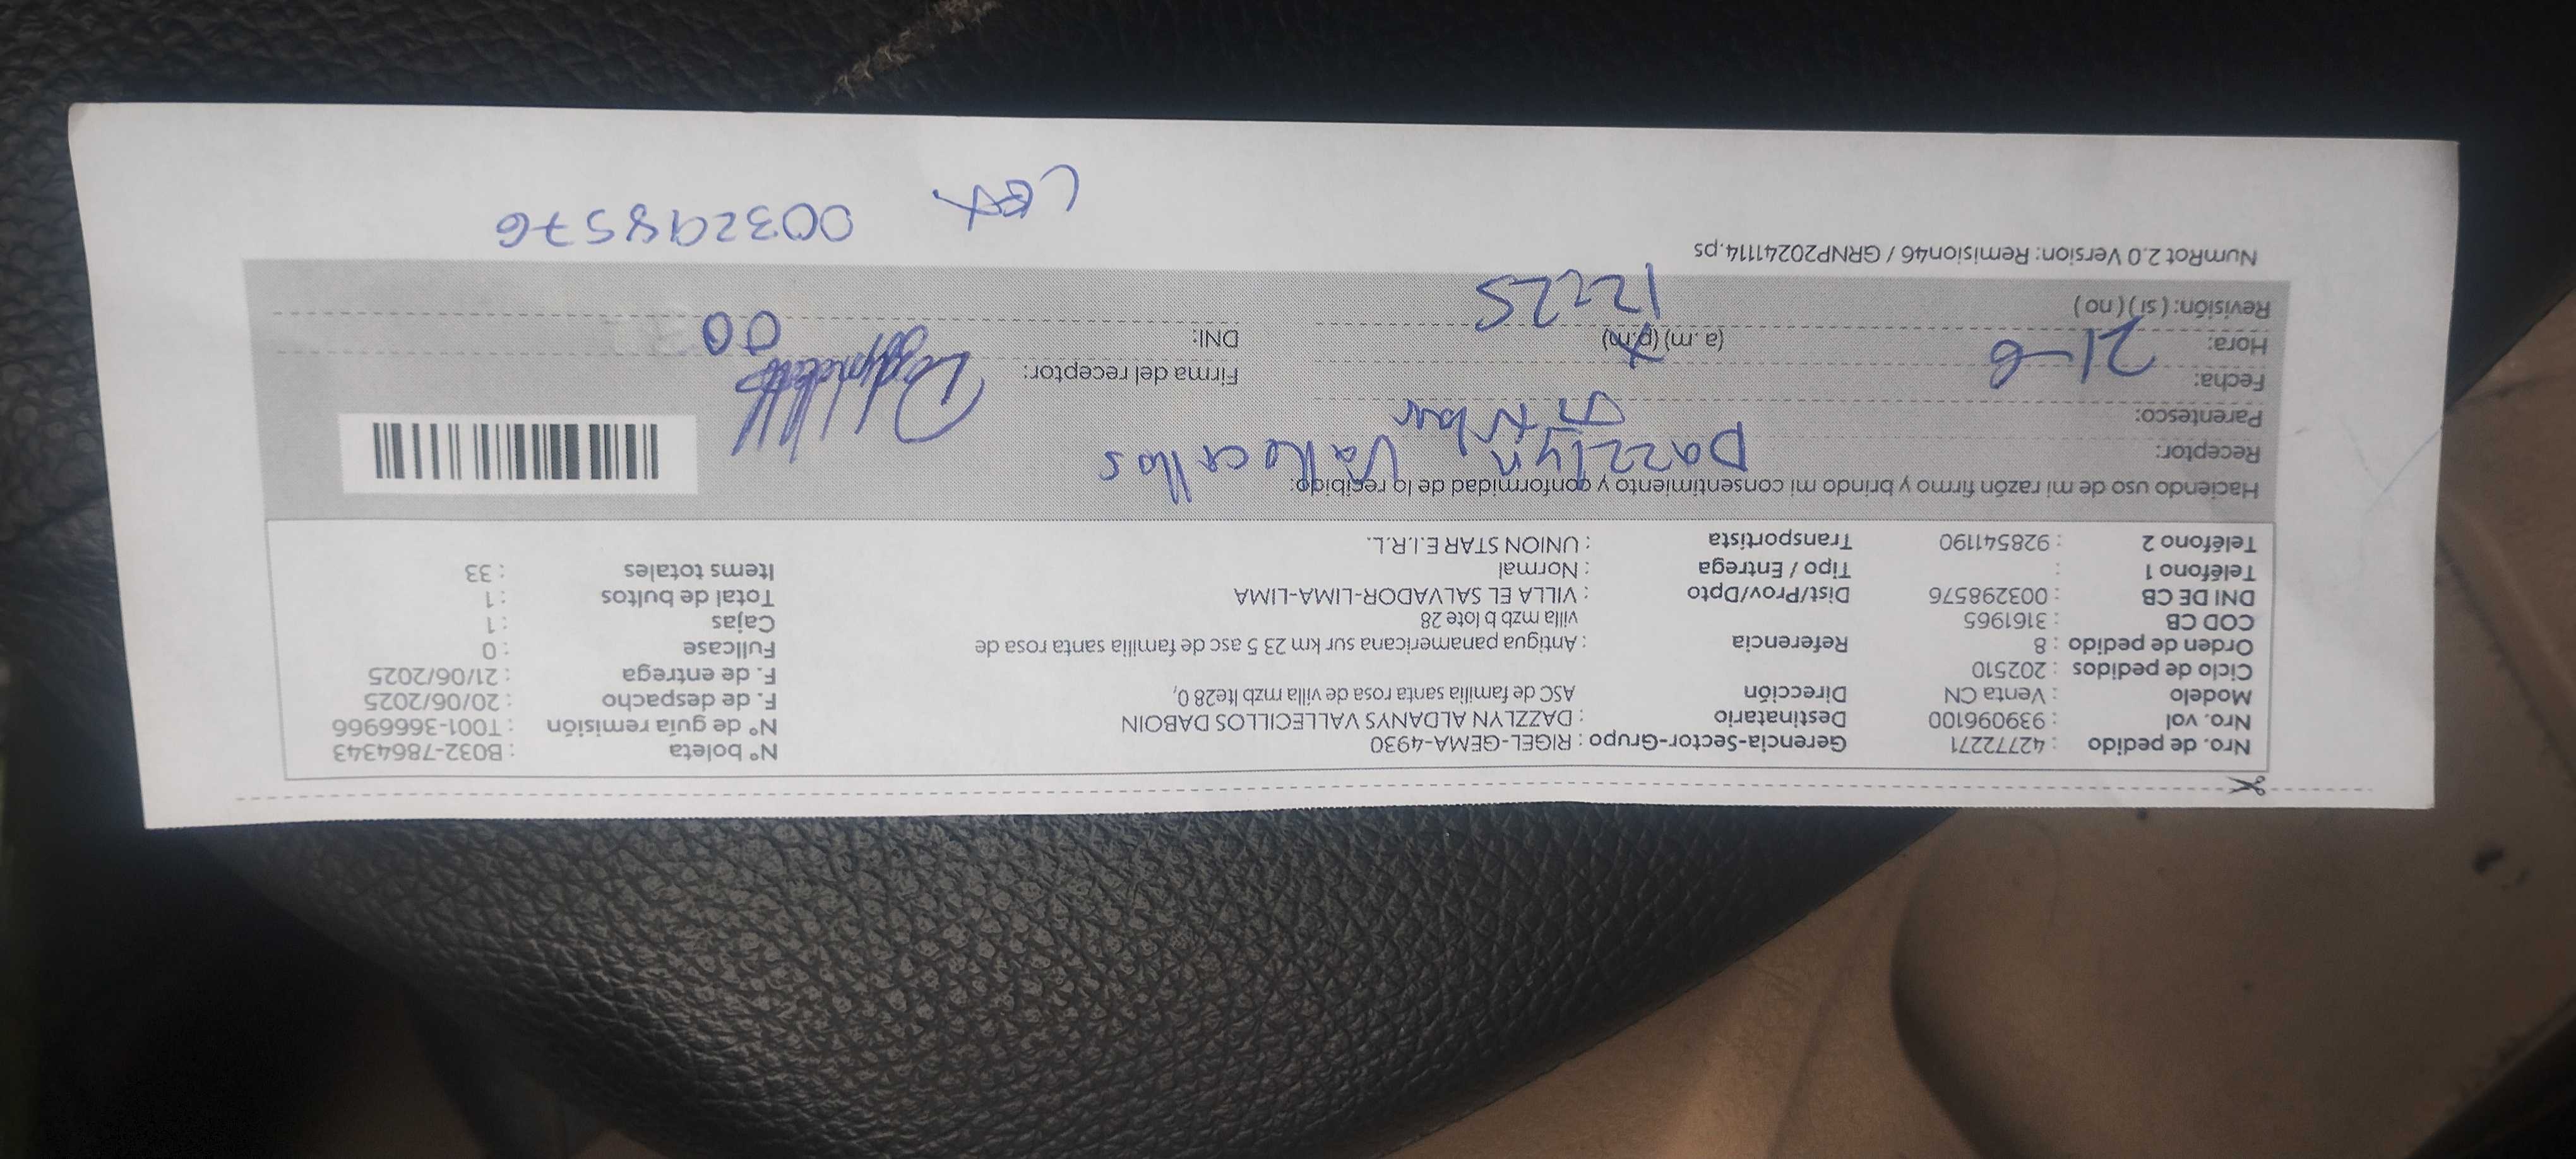 Nro. de pedido : 42772271 Gerencia-Sector-Grupo : RIGEL-GEMA-4930 N° boleta : B032-7864343
Nro. vol : 939096100 Destinatario : DAZZLYN ALDANYS VALLECILLOS DABOIN N° de guía remisión : T001-3666966
Modelo : Venta CN Dirección ASC de familia santa rosa de villa mzb lte28 0, F. de despacho : 20/06/2025
Ciclo de pedidos : 202510 F. de entrega : 21/06/2025
Orden de pedido : 8 Referencia : Antigua panamericana sur km 23 5 asc de familia santa rosa de Fullcase : 0
COD CB : 3161965 villa mzb b lote 28 Cajas : 1
DNI DE CB : 003298576 Dist/Prov/Dpto : VILLA EL SALVADOR-LIMA-LIMA Total de bultos : 1
Teléfono 1 : Tipo / Entrega : Normal Items totales : 33
Teléfono 2 : 928541190 Transportista : UNION STAR E.I.R.L.
Haciendo uso de mi razón firmo y brindo mi consentimiento y conformidad de lo recibido:
Receptor: Dazzlyn Vallecillos
Parentesco:
Fecha: 21-6 Firma del receptor:
Hora: (a.m) (p.m) DNI: 00
Revisión: ( si ) ( no ) 12225
NumRot 2.0 Version: Remision46 / GRNP20241114.ps
003298576